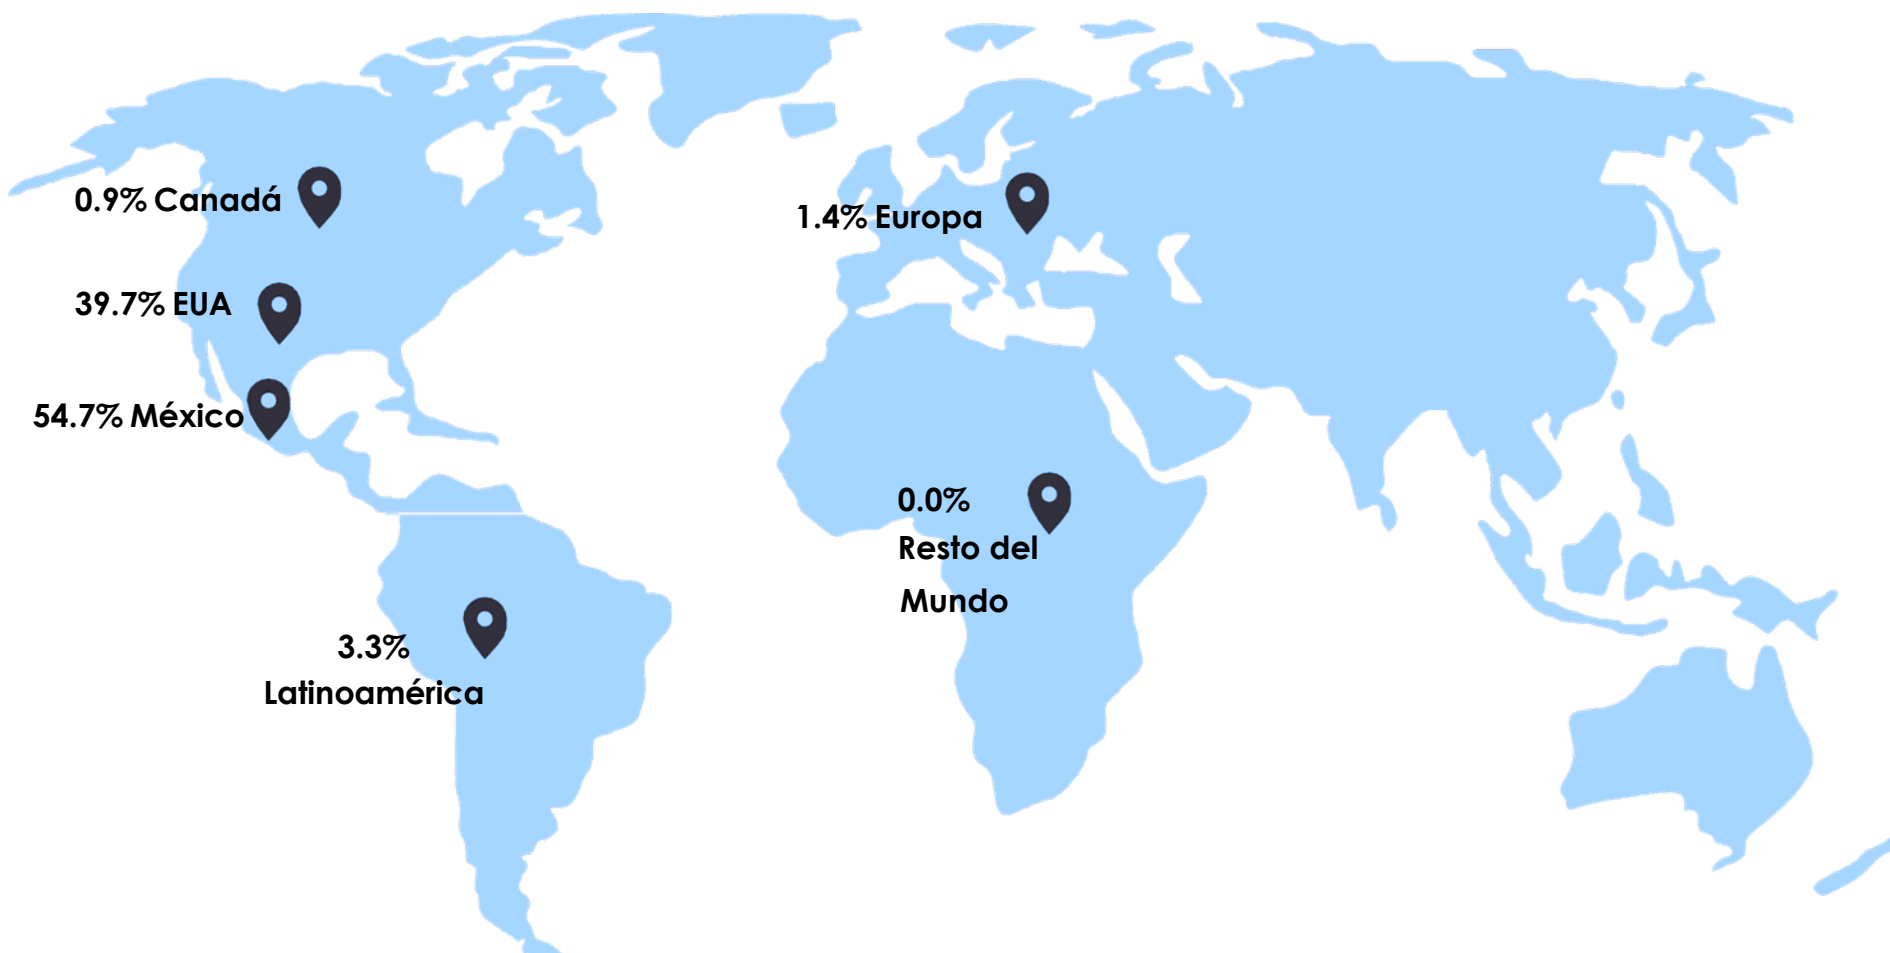 0.9% Canadá
1.4% Europa
39.7% EUA
54.7% México
0.0%
Resto del
Mundo
3.3%
Latinoamérica